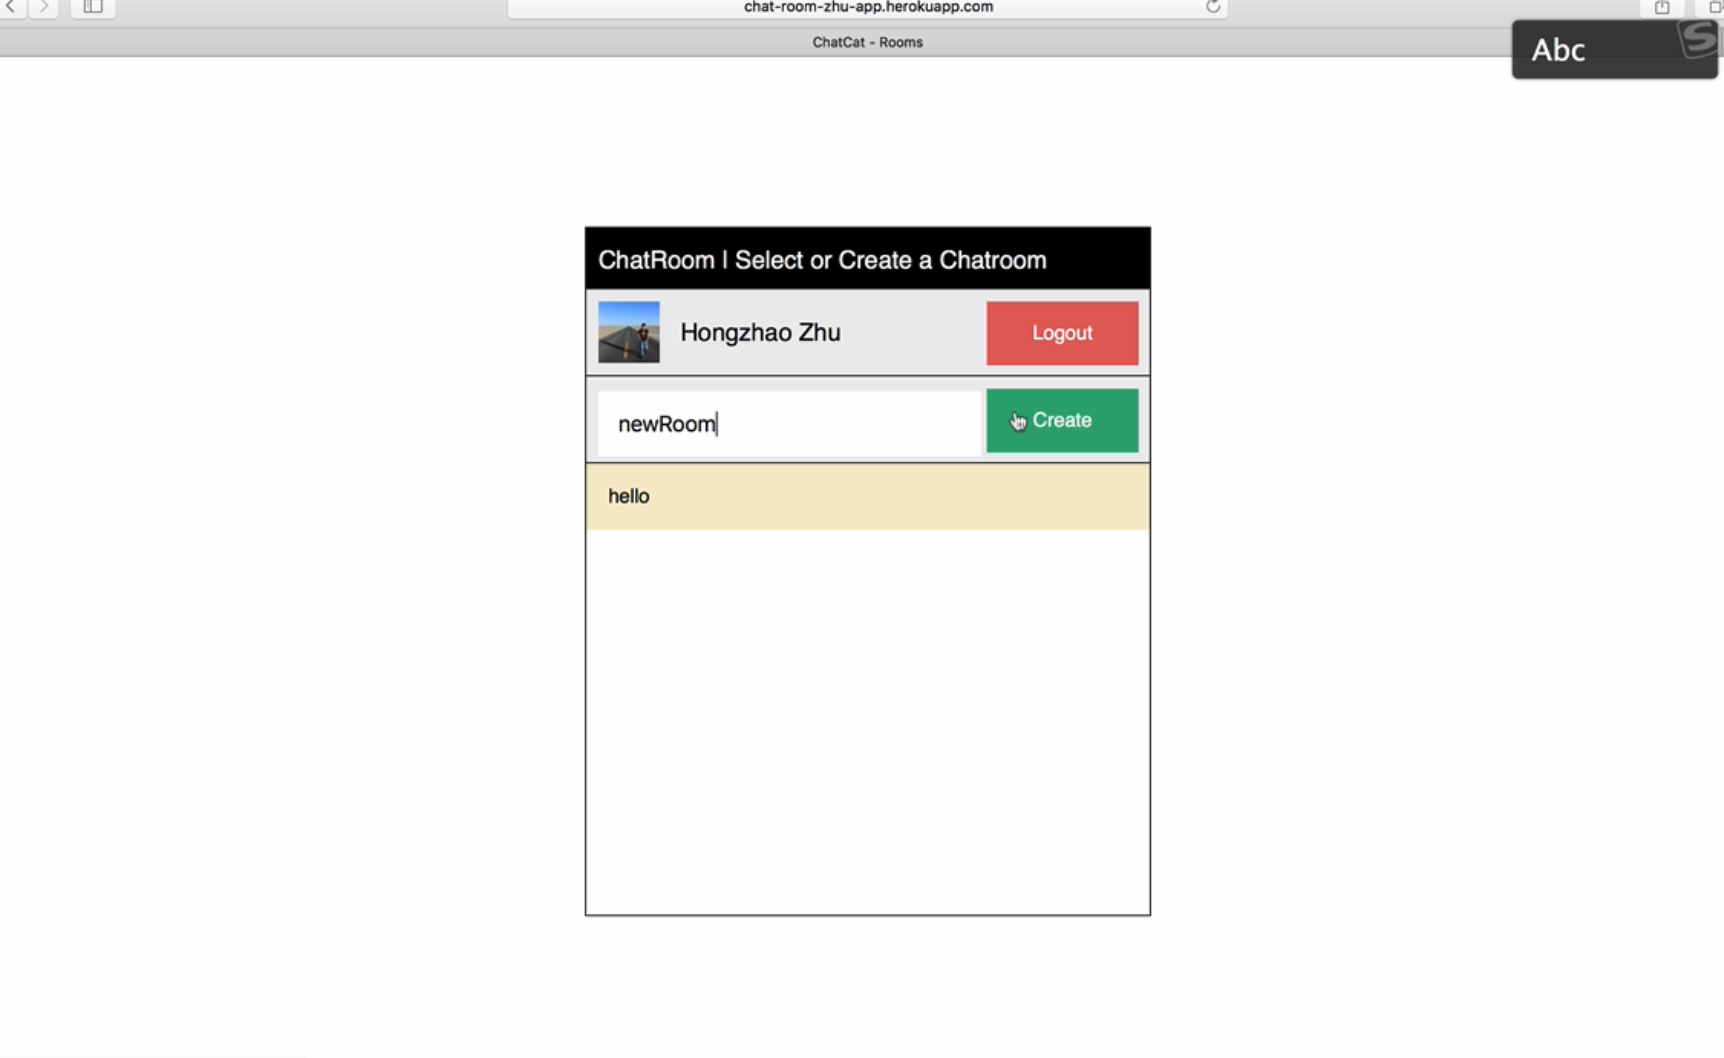 chat-room-zhu-app.herokuapp.com
ChatCat - Rooms
Abc
S
ChatRoom | Select or Create a Chatroom
Hongzhao Zhu
Logout
newRoom
Create
hello